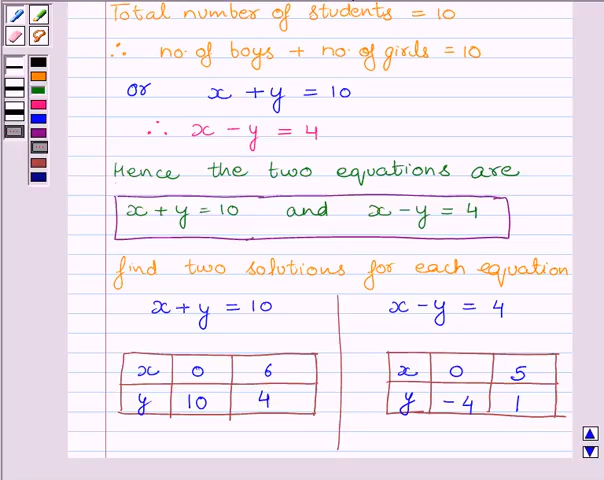 Total number of students = 10
∴ no. of boys + no. of girls = 10
or x + y = 10
∴ x - y = 4
Hence the two equations are
x + y = 10 and x - y = 4
find two solutions for each equation
x + y = 10 x - y = 4
x 0 6 x 0 5
y 10 4 y -4 1